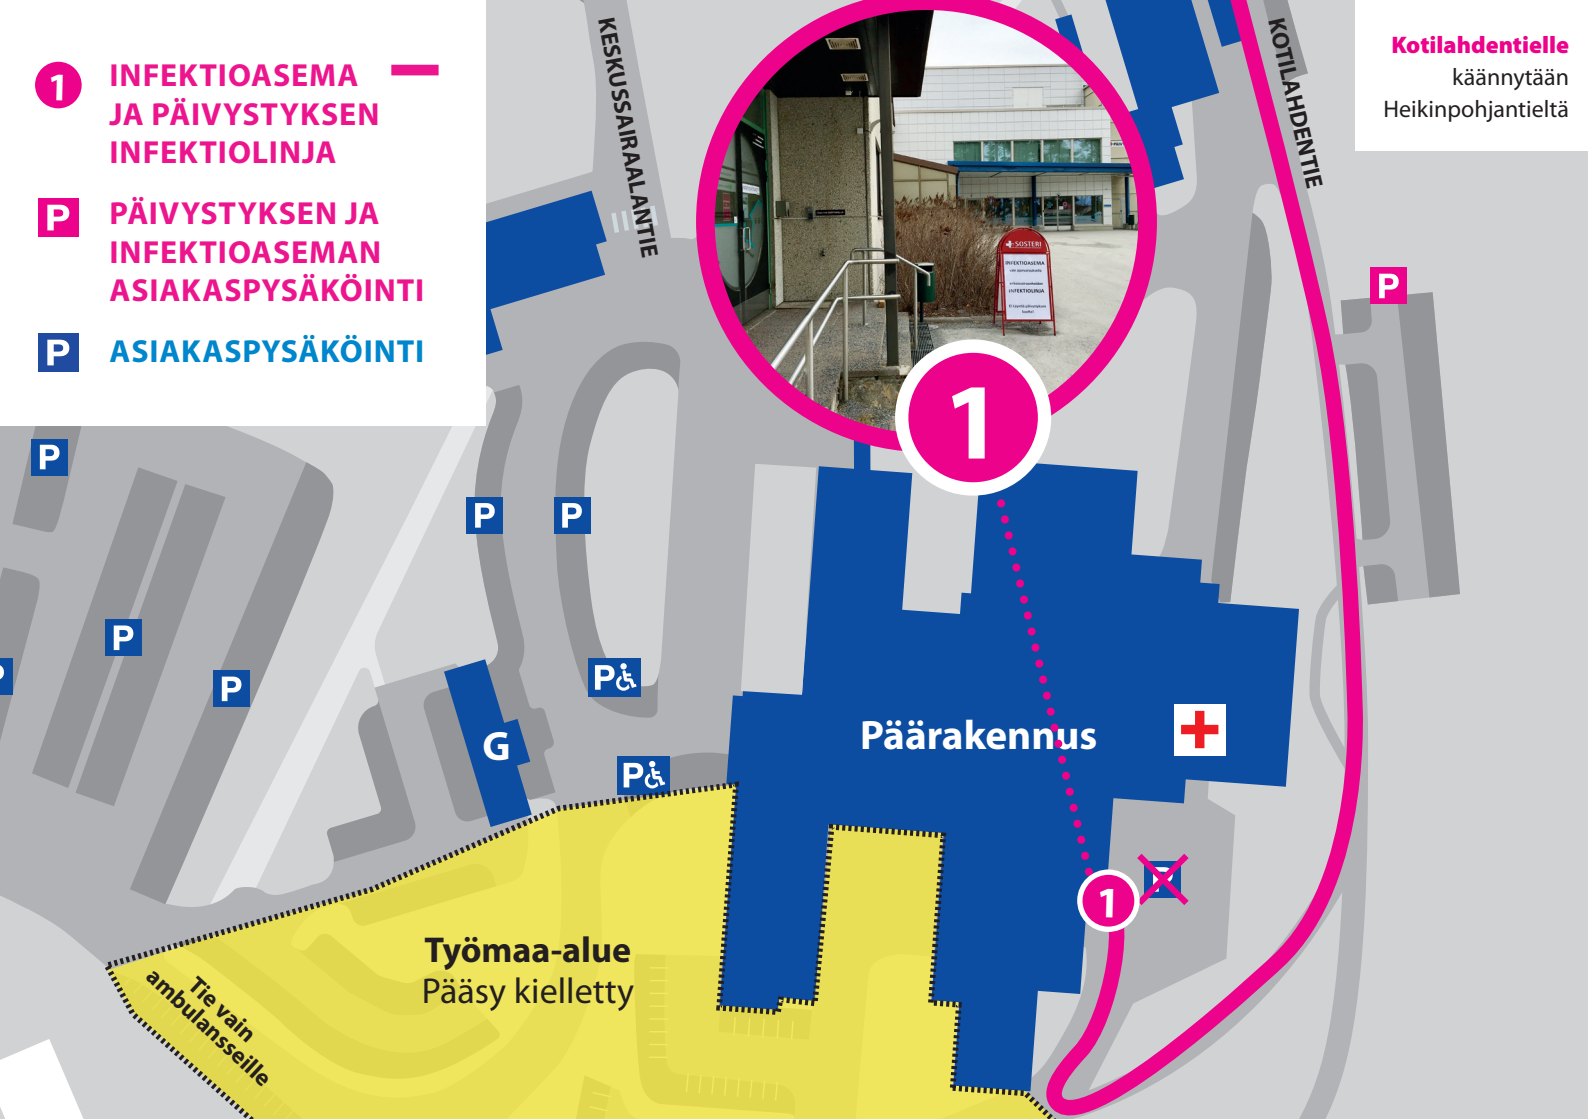 1 INFEKTIOASEMA
JA PÄIVYSTYKSEN
INFEKTIOLINJA
P PÄIVYSTYKSEN JA
INFEKTIOASEMAN
ASIAKASPYSÄKÖINTI
P ASIAKASPYSÄKÖINTI
KESKUSSAIRAALANTIE
KOTILAHDENTIE
Kotilahdentielle
käännytään
Heikinpohjantieltä
SOSTERI
INFEKTIOASEMA
INFEKTIOLINJA
1
P
P
P
P
P
P
P
P
P
G
Päärakennus
P
1
Työmaa-alue
Pääsy kielletty
Tie vain
ambulansseille